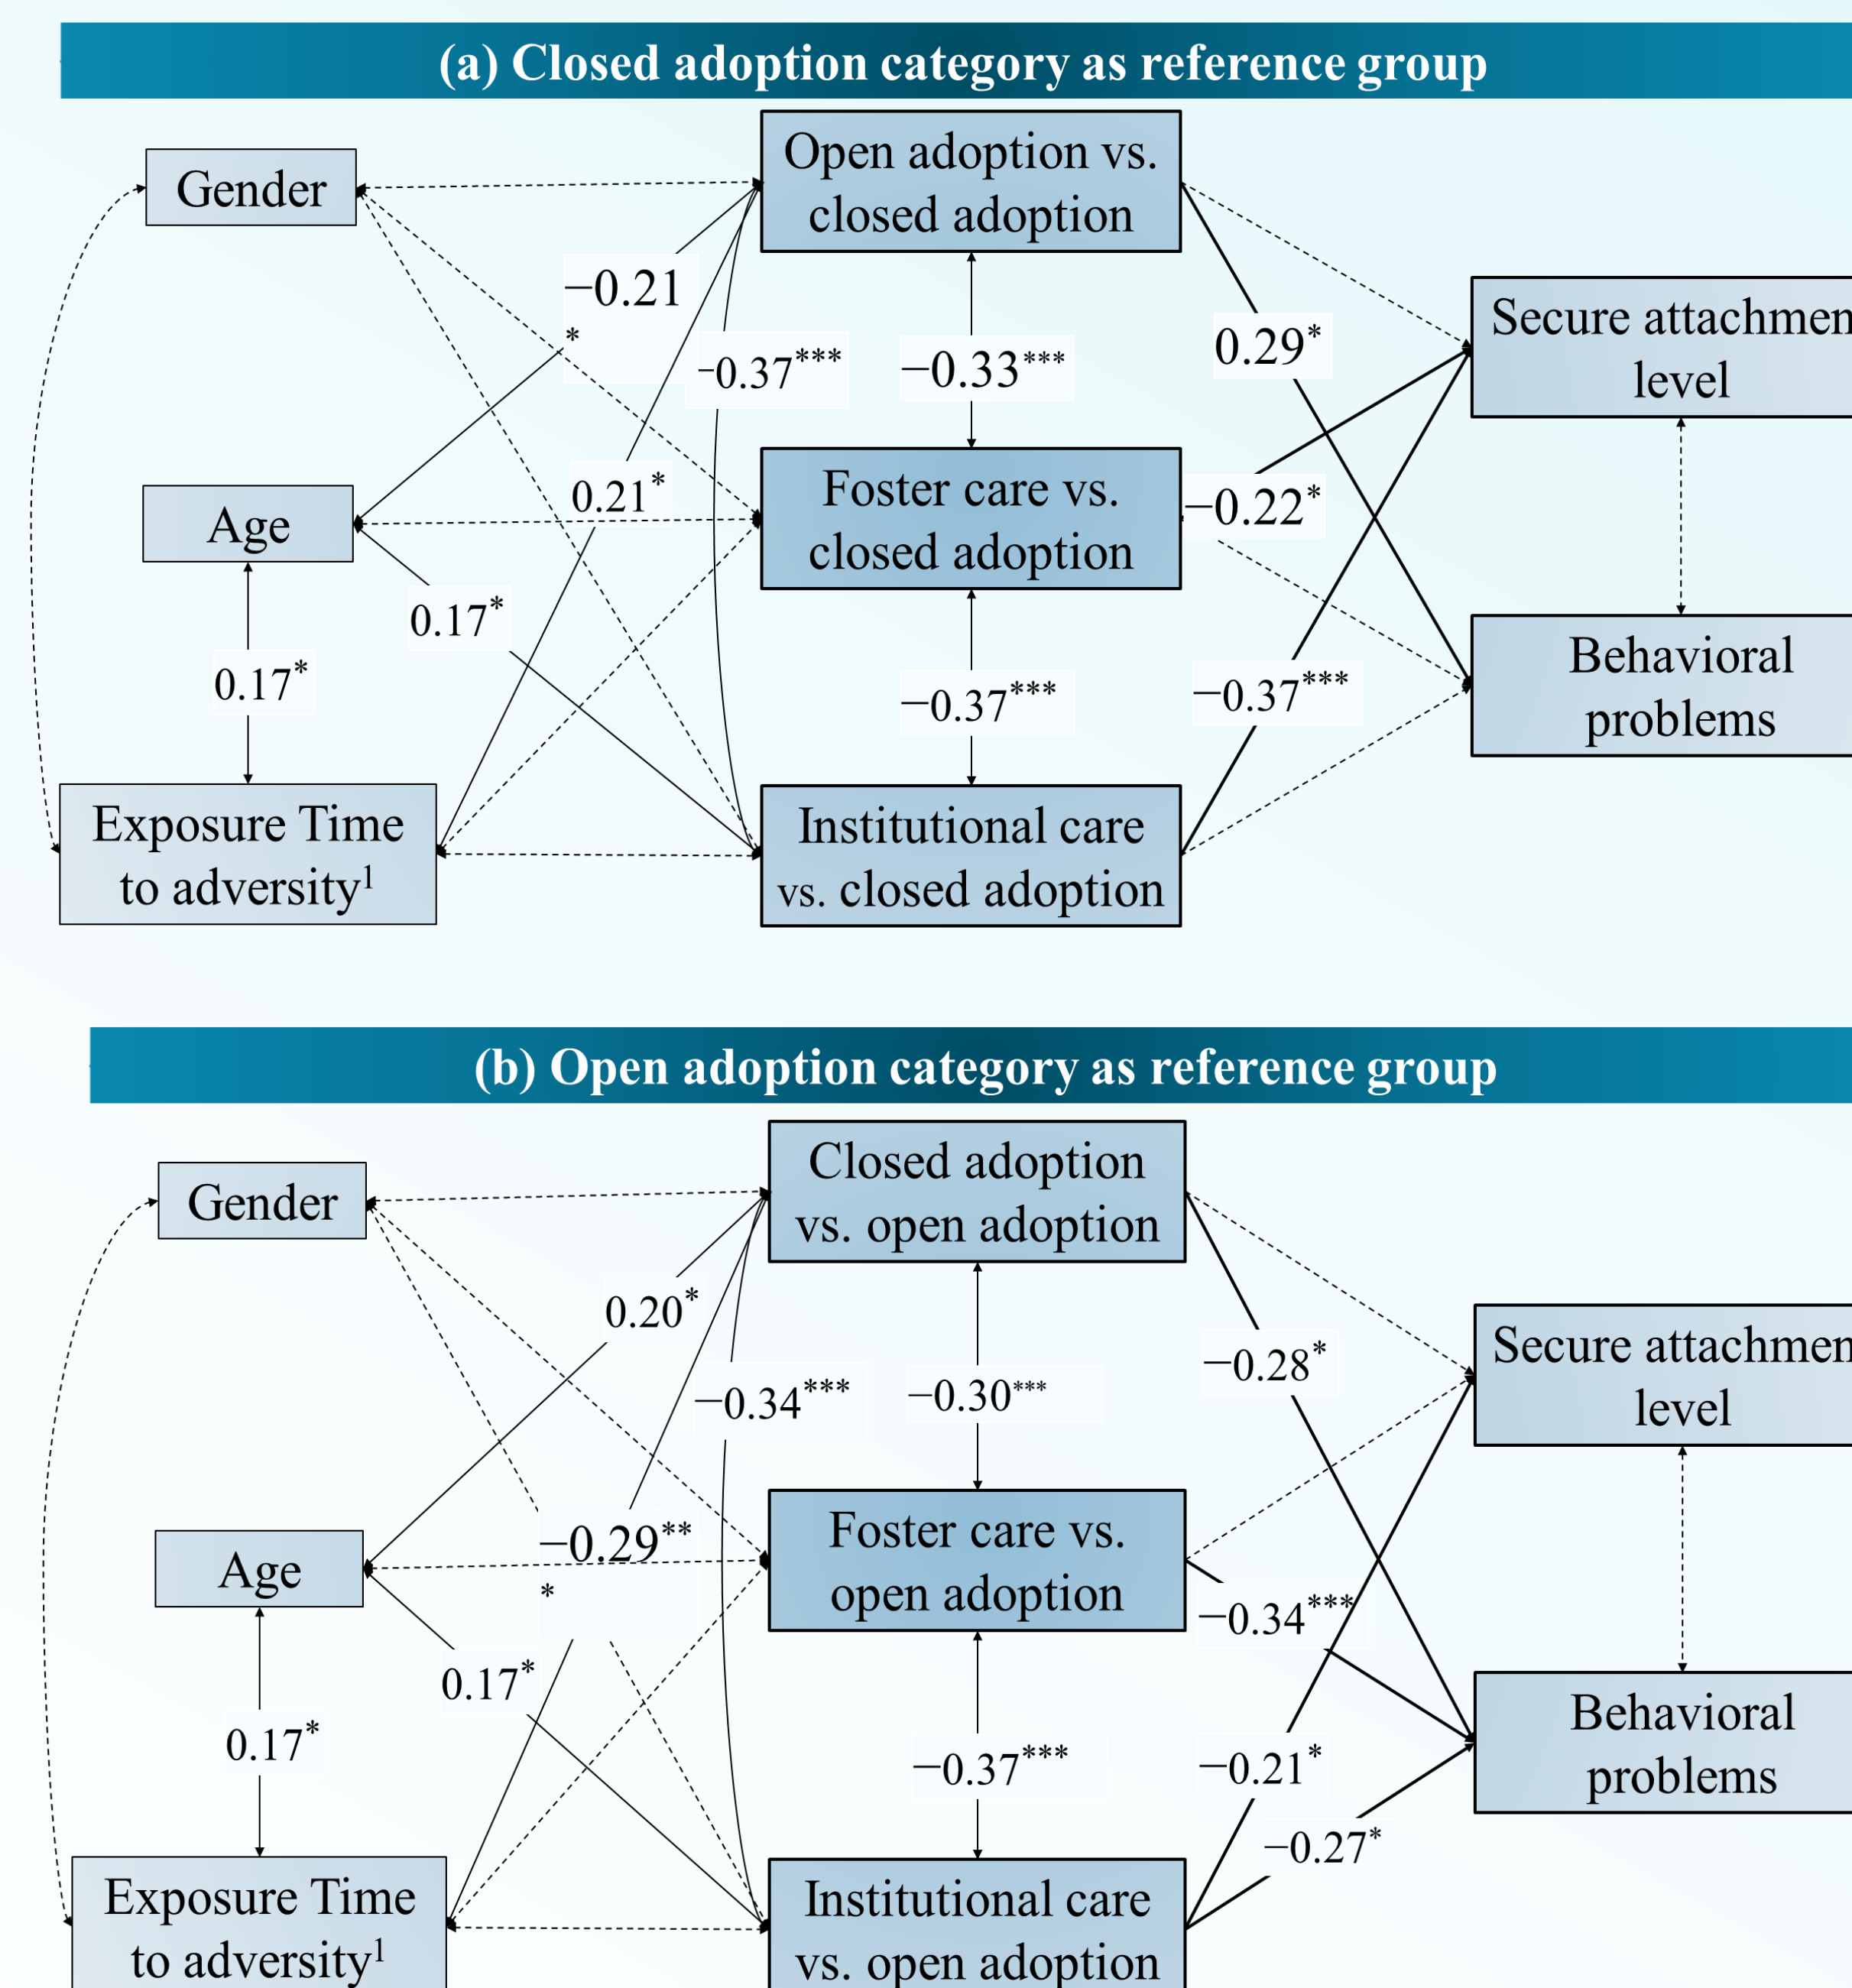 (a) Closed adoption category as reference group
Open adoption vs.
closed adoption
Gender
−0.21
*
Secure attachmen
level
-0.37***
−0.33***
0.29*
Foster care vs.
closed adoption
0.21*
−0.22*
Age
0.17*
0.17*
−0.37***
−0.37***
Behavioral
problems
Exposure Time
to adversity¹
Institutional care
vs. closed adoption
(b) Open adoption category as reference group
Closed adoption
vs. open adoption
Gender
0.20*
Secure attachmen
level
−0.28*
−0.34***
−0.30***
Foster care vs.
open adoption
−0.29**
*
Age
−0.34***
0.17*
0.17*
−0.37***
−0.21*
Behavioral
problems
−0.27*
Exposure Time
to adversity¹
Institutional care
vs. open adoption